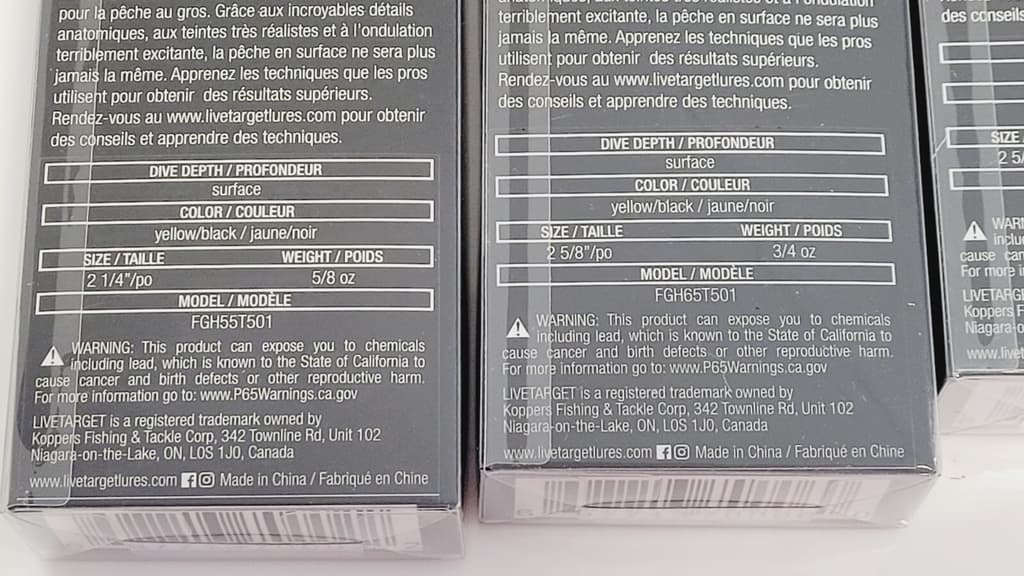 pour la pêche au gros. Grâce aux incroyables détails
anatomiques, aux teintes très réalistes et à l'ondulation
terriblement excitante, la pêche en surface ne sera plus
jamais la même. Apprenez les techniques que les pros
utilisent pour obtenir des résultats supérieurs.
Rendez-vous au www.livetargetlures.com pour obtenir
des conseils et apprendre des techniques.
DIVE DEPTH / PROFONDEUR
surface
COLOR / COULEUR
yellow/black / jaune/noir
SIZE / TAILLE WEIGHT / POIDS
2 1/4"/po 5/8 oz
MODEL / MODÈLE
FGH55T501
WARNING: This product can expose you to chemicals
including lead, which is known to the State of California to
cause cancer and birth defects or other reproductive harm.
For more information go to: www.P65Warnings.ca.gov
LIVETARGET is a registered trademark owned by
Koppers Fishing & Tackle Corp, 342 Townline Rd, Unit 102
Niagara-on-the-Lake, ON, L0S 1J0, Canada
www.livetargetlures.com Made in China / Fabriqué en Chine
terriblement excitante, la pêche en surface ne sera plus
jamais la même. Apprenez les techniques que les pros
utilisent pour obtenir des résultats supérieurs.
Rendez-vous au www.livetargetlures.com pour obtenir
des conseils et apprendre des techniques.
DIVE DEPTH / PROFONDEUR
surface
COLOR / COULEUR
yellow/black / jaune/noir
SIZE / TAILLE WEIGHT / POIDS
2 5/8"/po 3/4 oz
MODEL / MODÈLE
FGH65T501
WARNING: This product can expose you to chemicals
including lead, which is known to the State of California to
cause cancer and birth defects or other reproductive harm.
For more information go to: www.P65Warnings.ca.gov
LIVETARGET is a registered trademark owned by
Koppers Fishing & Tackle Corp, 342 Townline Rd, Unit 102
Niagara-on-the-Lake, ON, L0S 1J0, Canada
www.livetargetlures.com Made in China / Fabriqué en Chine
des conseils
SIZE
2 5/
WARN
inclu
cause can
For more in
LIVETARG
Koppers F
Niagara-o
www.livet